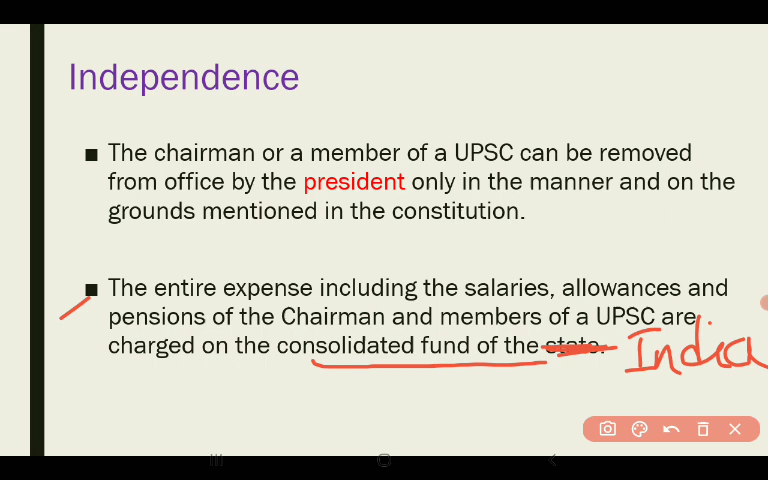 Independence
■ The chairman or a member of a UPSC can be removed
from office by the president only in the manner and on the
grounds mentioned in the constitution.
■ The entire expense including the salaries, allowances and
pensions of the Chairman and members of a UPSC are
charged on the consolidated fund of the state. India